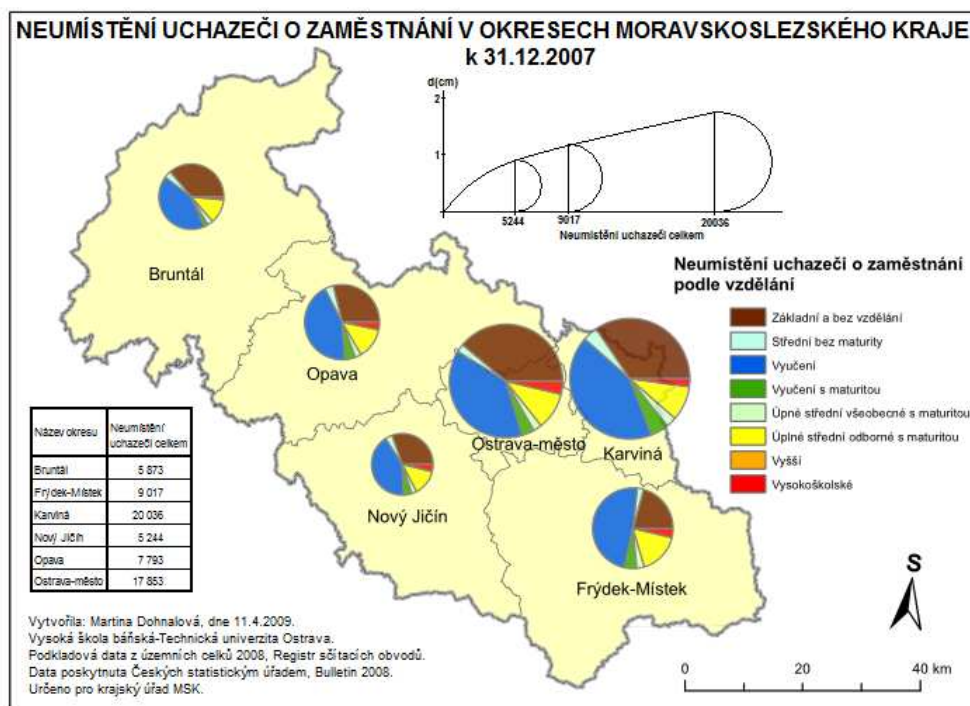 NEUMÍSTĚNÍ UCHAZEČI O ZAMĚSTNÁNÍ V OKRESECH MORAVSKOSLEZSKÉHO KRAJE
k 31.12.2007
d(cm)
2
1
5244
9017
20036
Neumístění uchazeči celkem
Bruntál
Opava
Ostrava-město
Karviná
Nový Jičín
Frýdek-Místek
Neumístění uchazeči o zaměstnání
podle vzdělání
Základní a bez vzdělání
Střední bez maturity
Vyučení
Vyučení s maturitou
Úpné střední všeobecné s maturitou
Úplné střední odborné s maturitou
Vyšší
Vysokoškolské
Název okresu Neumístění
uchazeči celkem
Bruntál 5 873
Frýdek-Místek 9 017
Karviná 20 036
Nový Jičín 5 244
Opava 7 793
Ostrava-město 17 853
Vytvořila: Martina Dohnalová, dne 11.4.2009.
Vysoká škola báňská-Technická univerzita Ostrava.
Podkladová data z územních celků 2008, Registr sčítacích obvodů.
Data poskytnuta Českých statistickým úřadem, Bulletin 2008.
Určeno pro krajský úřad MSK.
S
0 20 40 km